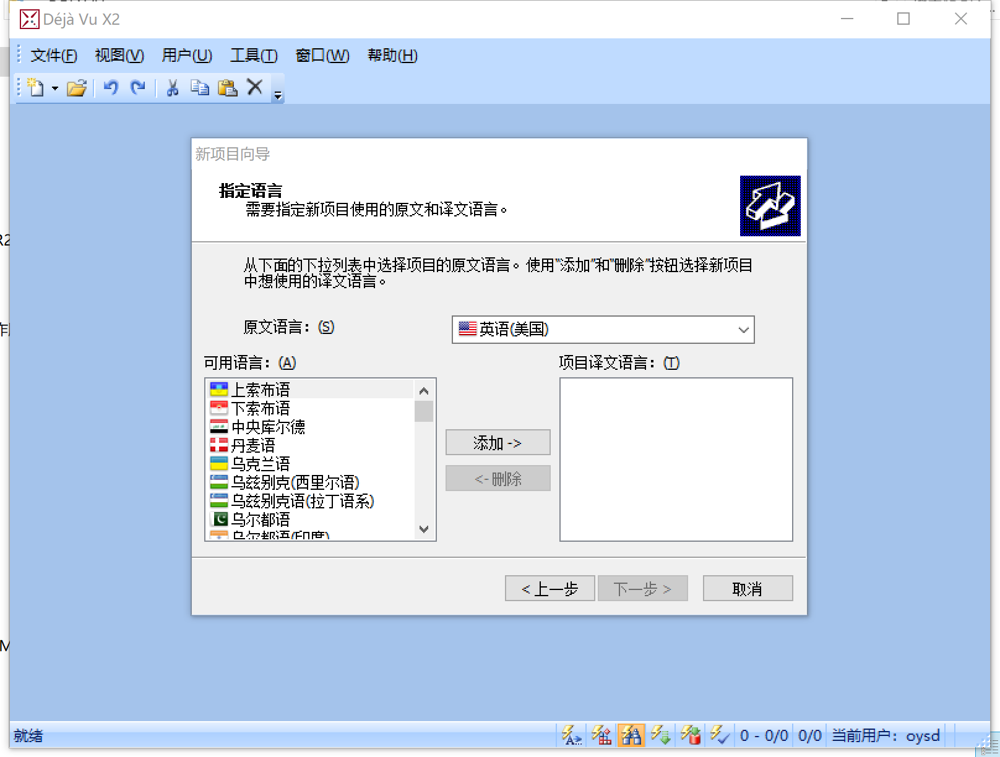 Déjà Vu X2
文件(F) 视图(V) 用户(U) 工具(T) 窗口(W) 帮助(H)
新项目向导
指定语言
需要指定新项目使用的原文和译文语言。
从下面的下拉列表中选择项目的原文语言。使用"添加"和"删除"按钮选择新项目
中想使用的译文语言。
原文语言：(S)
英语(美国)
可用语言：(A)
项目译文语言：(T)
上索布语
下索布语
中央库尔德
丹麦语
乌克兰语
乌兹别克(西里尔语)
乌兹别克语(拉丁语系)
乌尔都语
乌尔都语(印度)
添加 ->
<- 删除
< 上一步
下一步 >
取消
就绪
0 - 0/0
0/0
当前用户：oysd